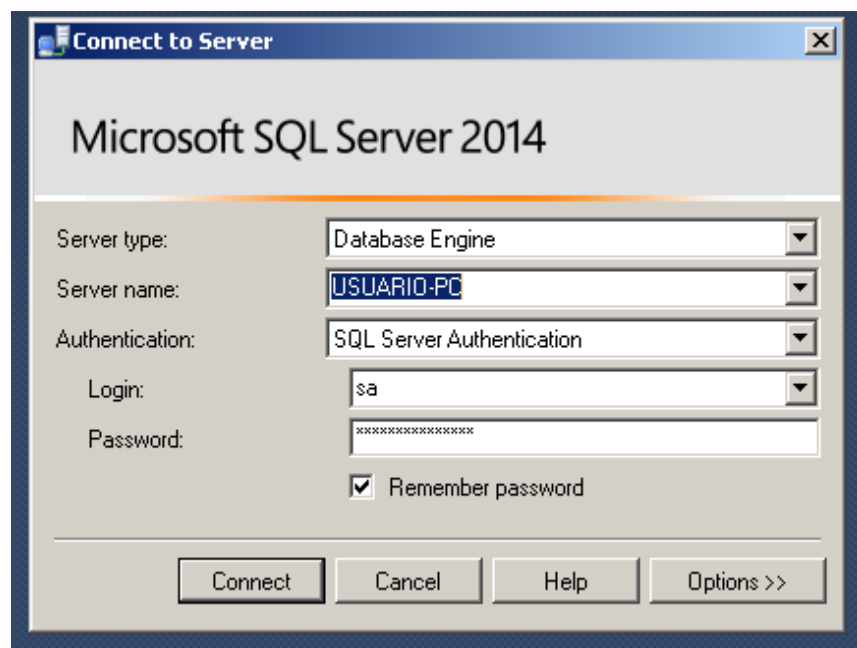 Connect to Server
Microsoft SQL Server 2014
Server type: Database Engine
Server name: USUARIO-PC
Authentication: SQL Server Authentication
Login: sa
Password: ***************
Remember password
Connect Cancel Help Options >>